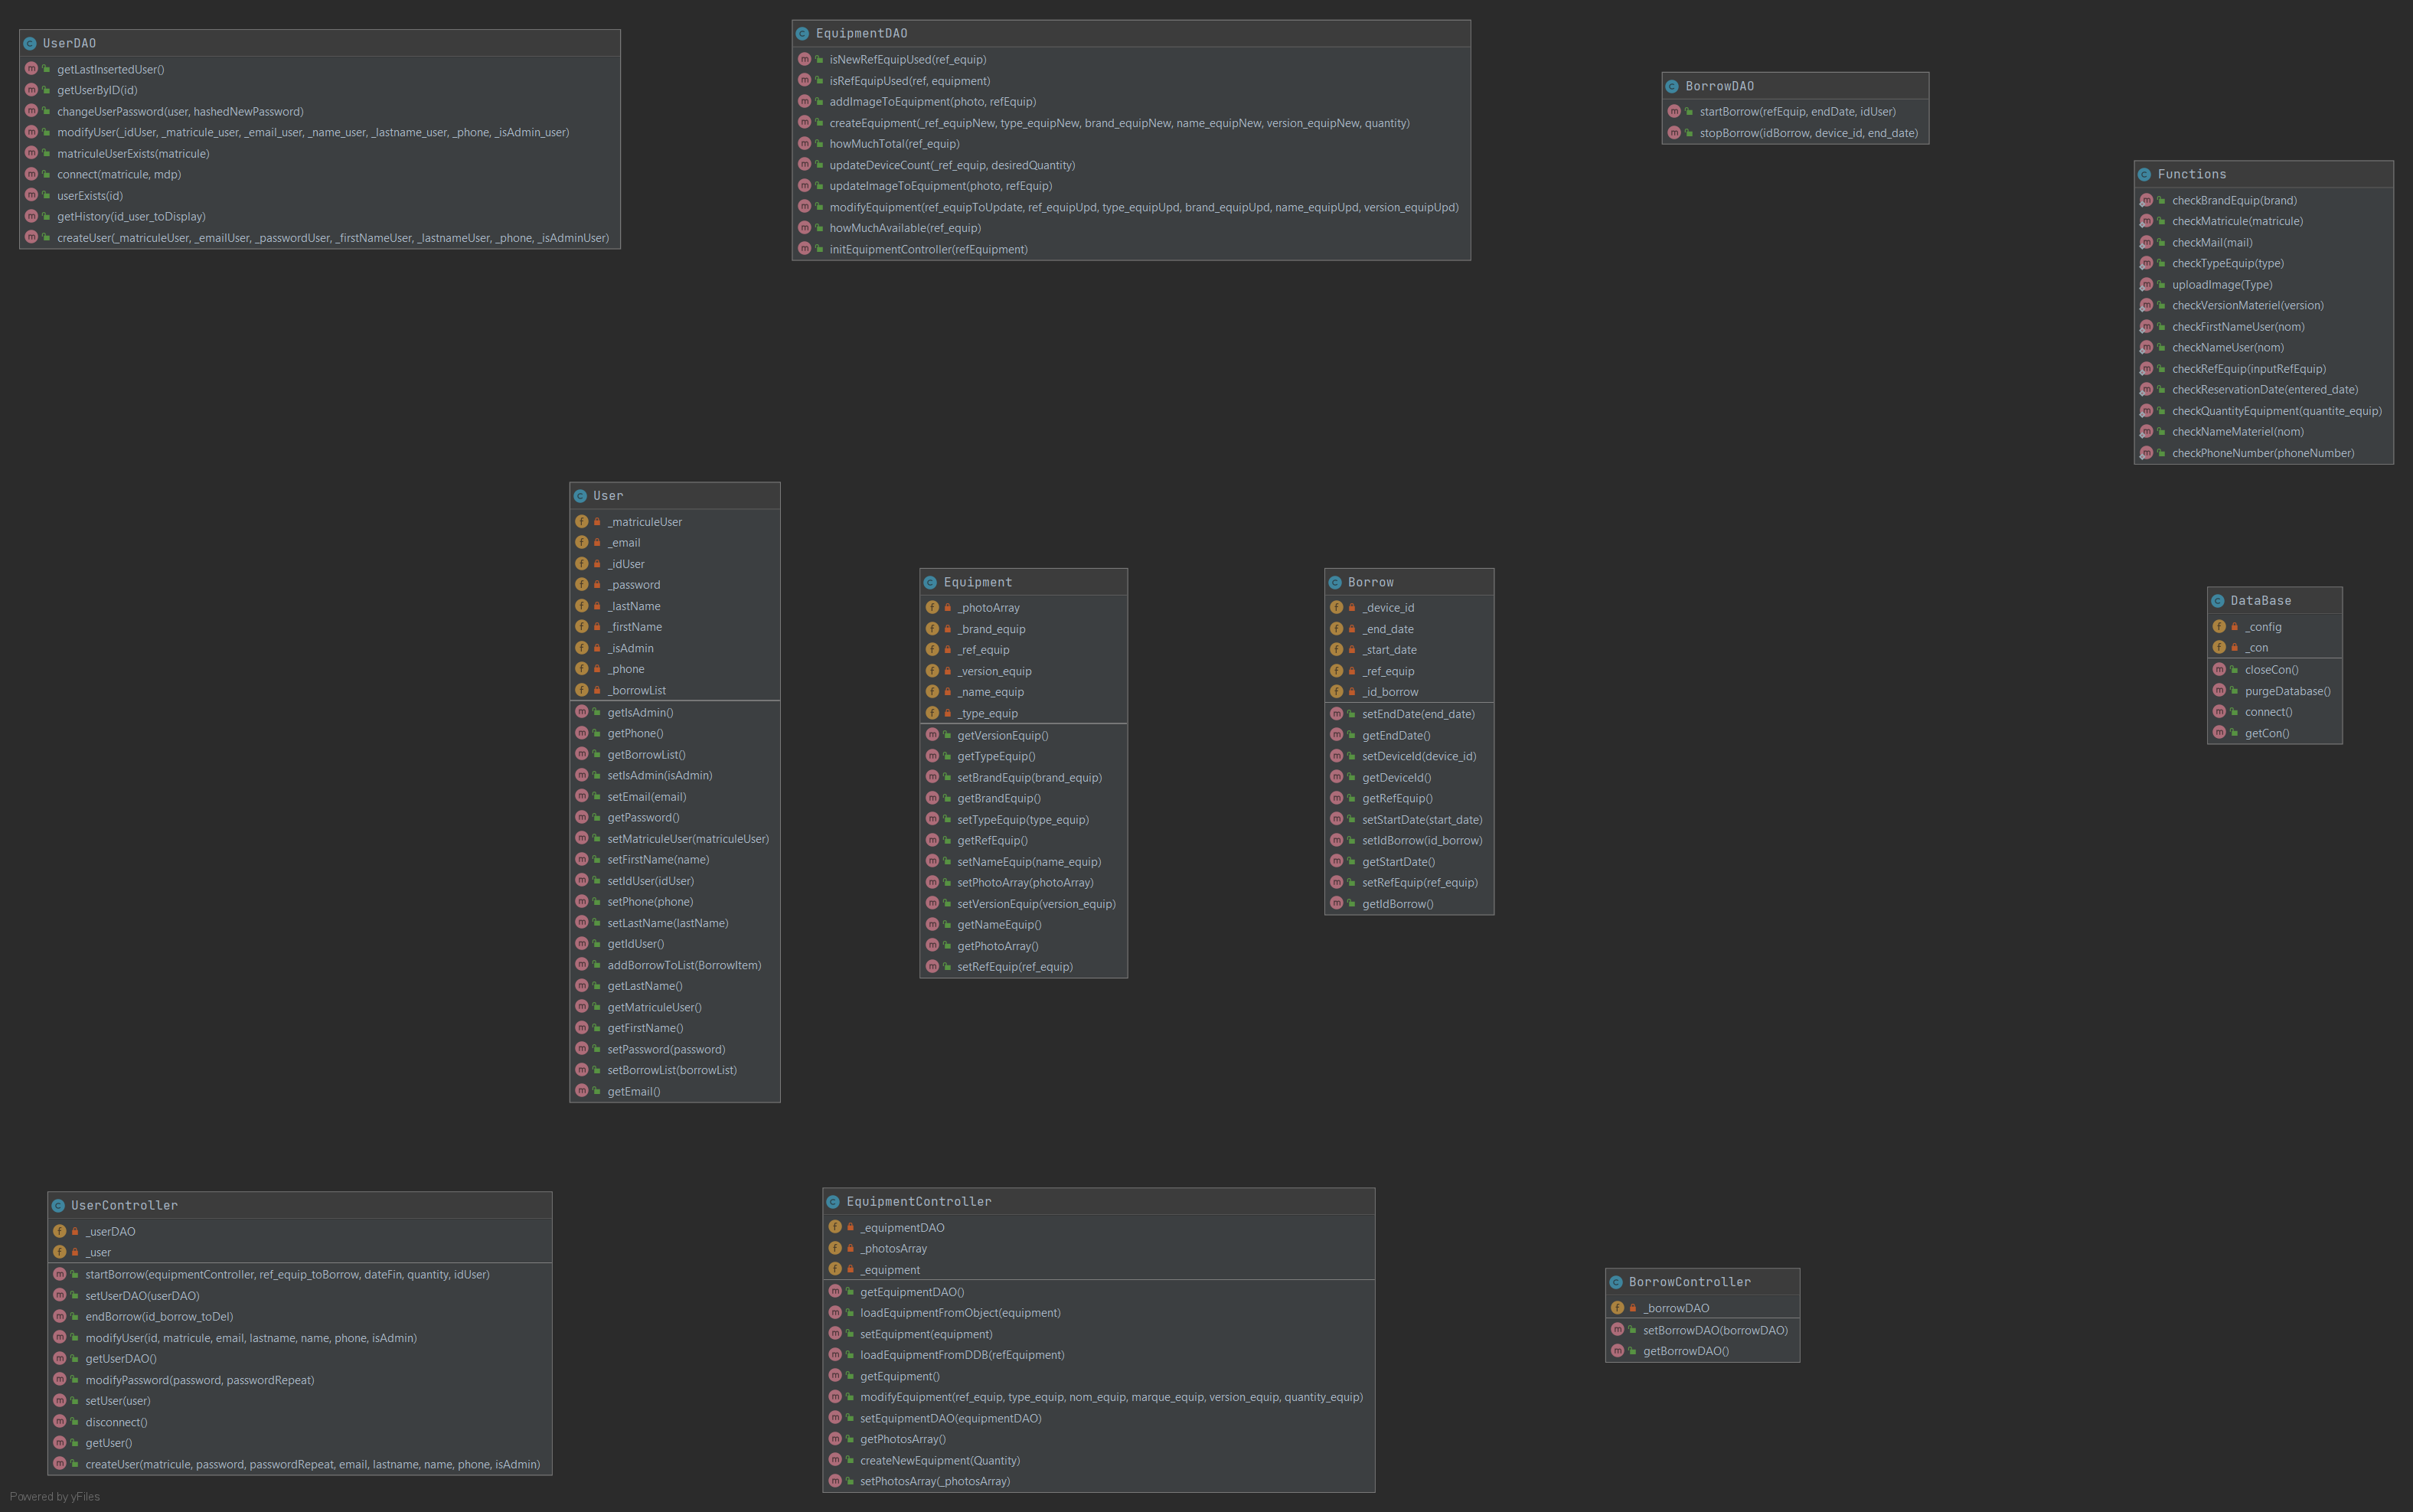 UserDAO
getLastInsertedUser()
getUserByID(id)
changeUserPassword(user, hashedNewPassword)
modifyUser(_idUser, _matricule_user, _email_user, _name_user, _lastname_user, _phone, _isAdmin_user)
matriculeUserExists(matricule)
connect(matricule, mdp)
userExists(id)
getHistory(id_user_toDisplay)
createUser(_matriculeUser, _emailUser, _passwordUser, _firstNameUser, _lastnameUser, _phone, _isAdminUser)
EquipmentDAO
isNewRefEquipUsed(ref_equip)
isRefEquipUsed(ref, equipment)
addImageToEquipment(photo, refEquip)
createEquipment(_ref_equipNew, type_equipNew, brand_equipNew, name_equipNew, version_equipNew, quantity)
howMuchTotal(ref_equip)
updateDeviceCount(_ref_equip, desiredQuantity)
updateImageToEquipment(photo, refEquip)
modifyEquipment(ref_equipToUpdate, ref_equipUpd, type_equipUpd, brand_equipUpd, name_equipUpd, version_equipUpd)
howMuchAvailable(ref_equip)
initEquipmentController(refEquipment)
BorrowDAO
startBorrow(refEquip, endDate, idUser)
stopBorrow(idBorrow, device_id, end_date)
Functions
checkBrandEquip(brand)
checkMatricule(matricule)
checkMail(mail)
checkTypeEquip(type)
uploadImage(Type)
checkVersionMateriel(version)
checkFirstNameUser(nom)
checkNameUser(nom)
checkRefEquip(inputRefEquip)
checkReservationDate(entered_date)
checkQuantityEquipment(quantite_equip)
checkNameMateriel(nom)
checkPhoneNumber(phoneNumber)
User
_matriculeUser
_email
_idUser
_password
_lastName
_firstName
_isAdmin
_phone
_borrowList
getIsAdmin()
getPhone()
getBorrowList()
setIsAdmin(isAdmin)
setEmail(email)
getPassword()
setMatriculeUser(matriculeUser)
setFirstName(name)
setIdUser(idUser)
setPhone(phone)
setLastName(lastName)
getIdUser()
addBorrowToList(BorrowItem)
getLastName()
getMatriculeUser()
getFirstName()
setPassword(password)
setBorrowList(borrowList)
getEmail()
Equipment
_photoArray
_brand_equip
_ref_equip
_version_equip
_name_equip
_type_equip
getVersionEquip()
getTypeEquip()
setBrandEquip(brand_equip)
getBrandEquip()
setTypeEquip(type_equip)
getRefEquip()
setNameEquip(name_equip)
setPhotoArray(photoArray)
setVersionEquip(version_equip)
getNameEquip()
getPhotoArray()
setRefEquip(ref_equip)
Borrow
_device_id
_end_date
_start_date
_ref_equip
_id_borrow
setEndDate(end_date)
getEndDate()
setDeviceId(device_id)
getDeviceId()
getRefEquip()
setStartDate(start_date)
setIdBorrow(id_borrow)
getStartDate()
setRefEquip(ref_equip)
getIdBorrow()
DataBase
_config
_con
closeCon()
purgeDatabase()
connect()
getCon()
UserController
_userDAO
_user
startBorrow(equipmentController, ref_equip_toBorrow, dateFin, quantity, idUser)
setUserDAO(userDAO)
endBorrow(id_borrow_toDel)
modifyUser(id, matricule, email, lastname, name, phone, isAdmin)
getUserDAO()
modifyPassword(password, passwordRepeat)
setUser(user)
disconnect()
getUser()
createUser(matricule, password, passwordRepeat, email, lastname, name, phone, isAdmin)
EquipmentController
_equipmentDAO
_photosArray
_equipment
getEquipmentDAO()
loadEquipmentFromObject(equipment)
setEquipment(equipment)
loadEquipmentFromDDB(refEquipment)
getEquipment()
modifyEquipment(ref_equip, type_equip, nom_equip, marque_equip, version_equip, quantity_equip)
setEquipmentDAO(equipmentDAO)
getPhotosArray()
createNewEquipment(Quantity)
setPhotosArray(_photosArray)
BorrowController
_borrowDAO
setBorrowDAO(borrowDAO)
getBorrowDAO()
Powered by yFiles